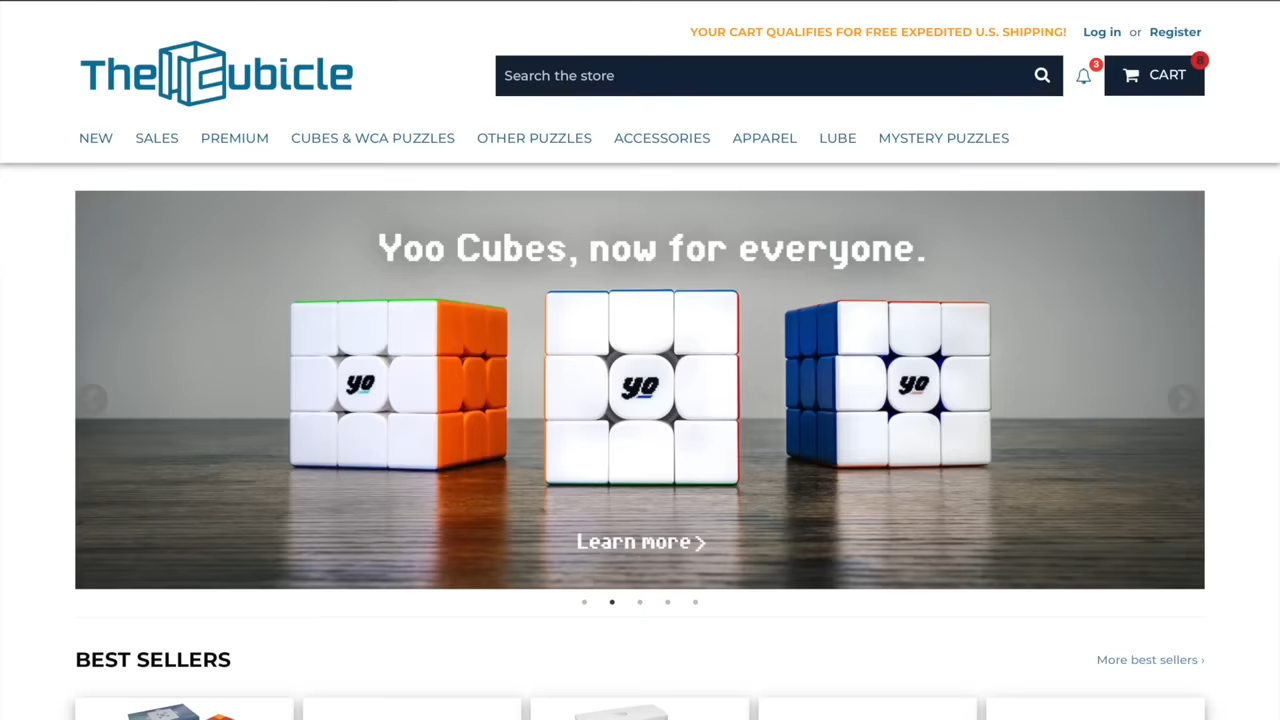 YOUR CART QUALIFIES FOR FREE EXPEDITED U.S. SHIPPING! Log in or Register
TheCubicle
Search the store
3
CART
8
NEW SALES PREMIUM CUBES & WCA PUZZLES OTHER PUZZLES ACCESSORIES APPAREL LUBE MYSTERY PUZZLES
Yoo Cubes, now for everyone.
yo yo yo
Learn more >
BEST SELLERS
More best sellers ›